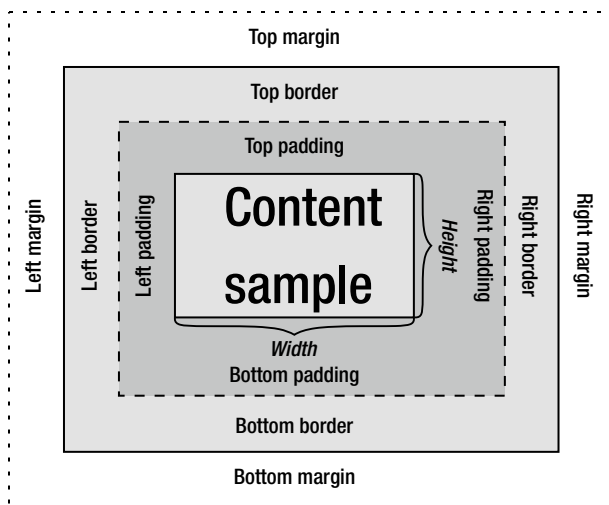 Top margin
Top border
Top padding
Left margin
Left border
Left padding
Content
sample
Height
Right padding
Right border
Right margin
Width
Bottom padding
Bottom border
Bottom margin